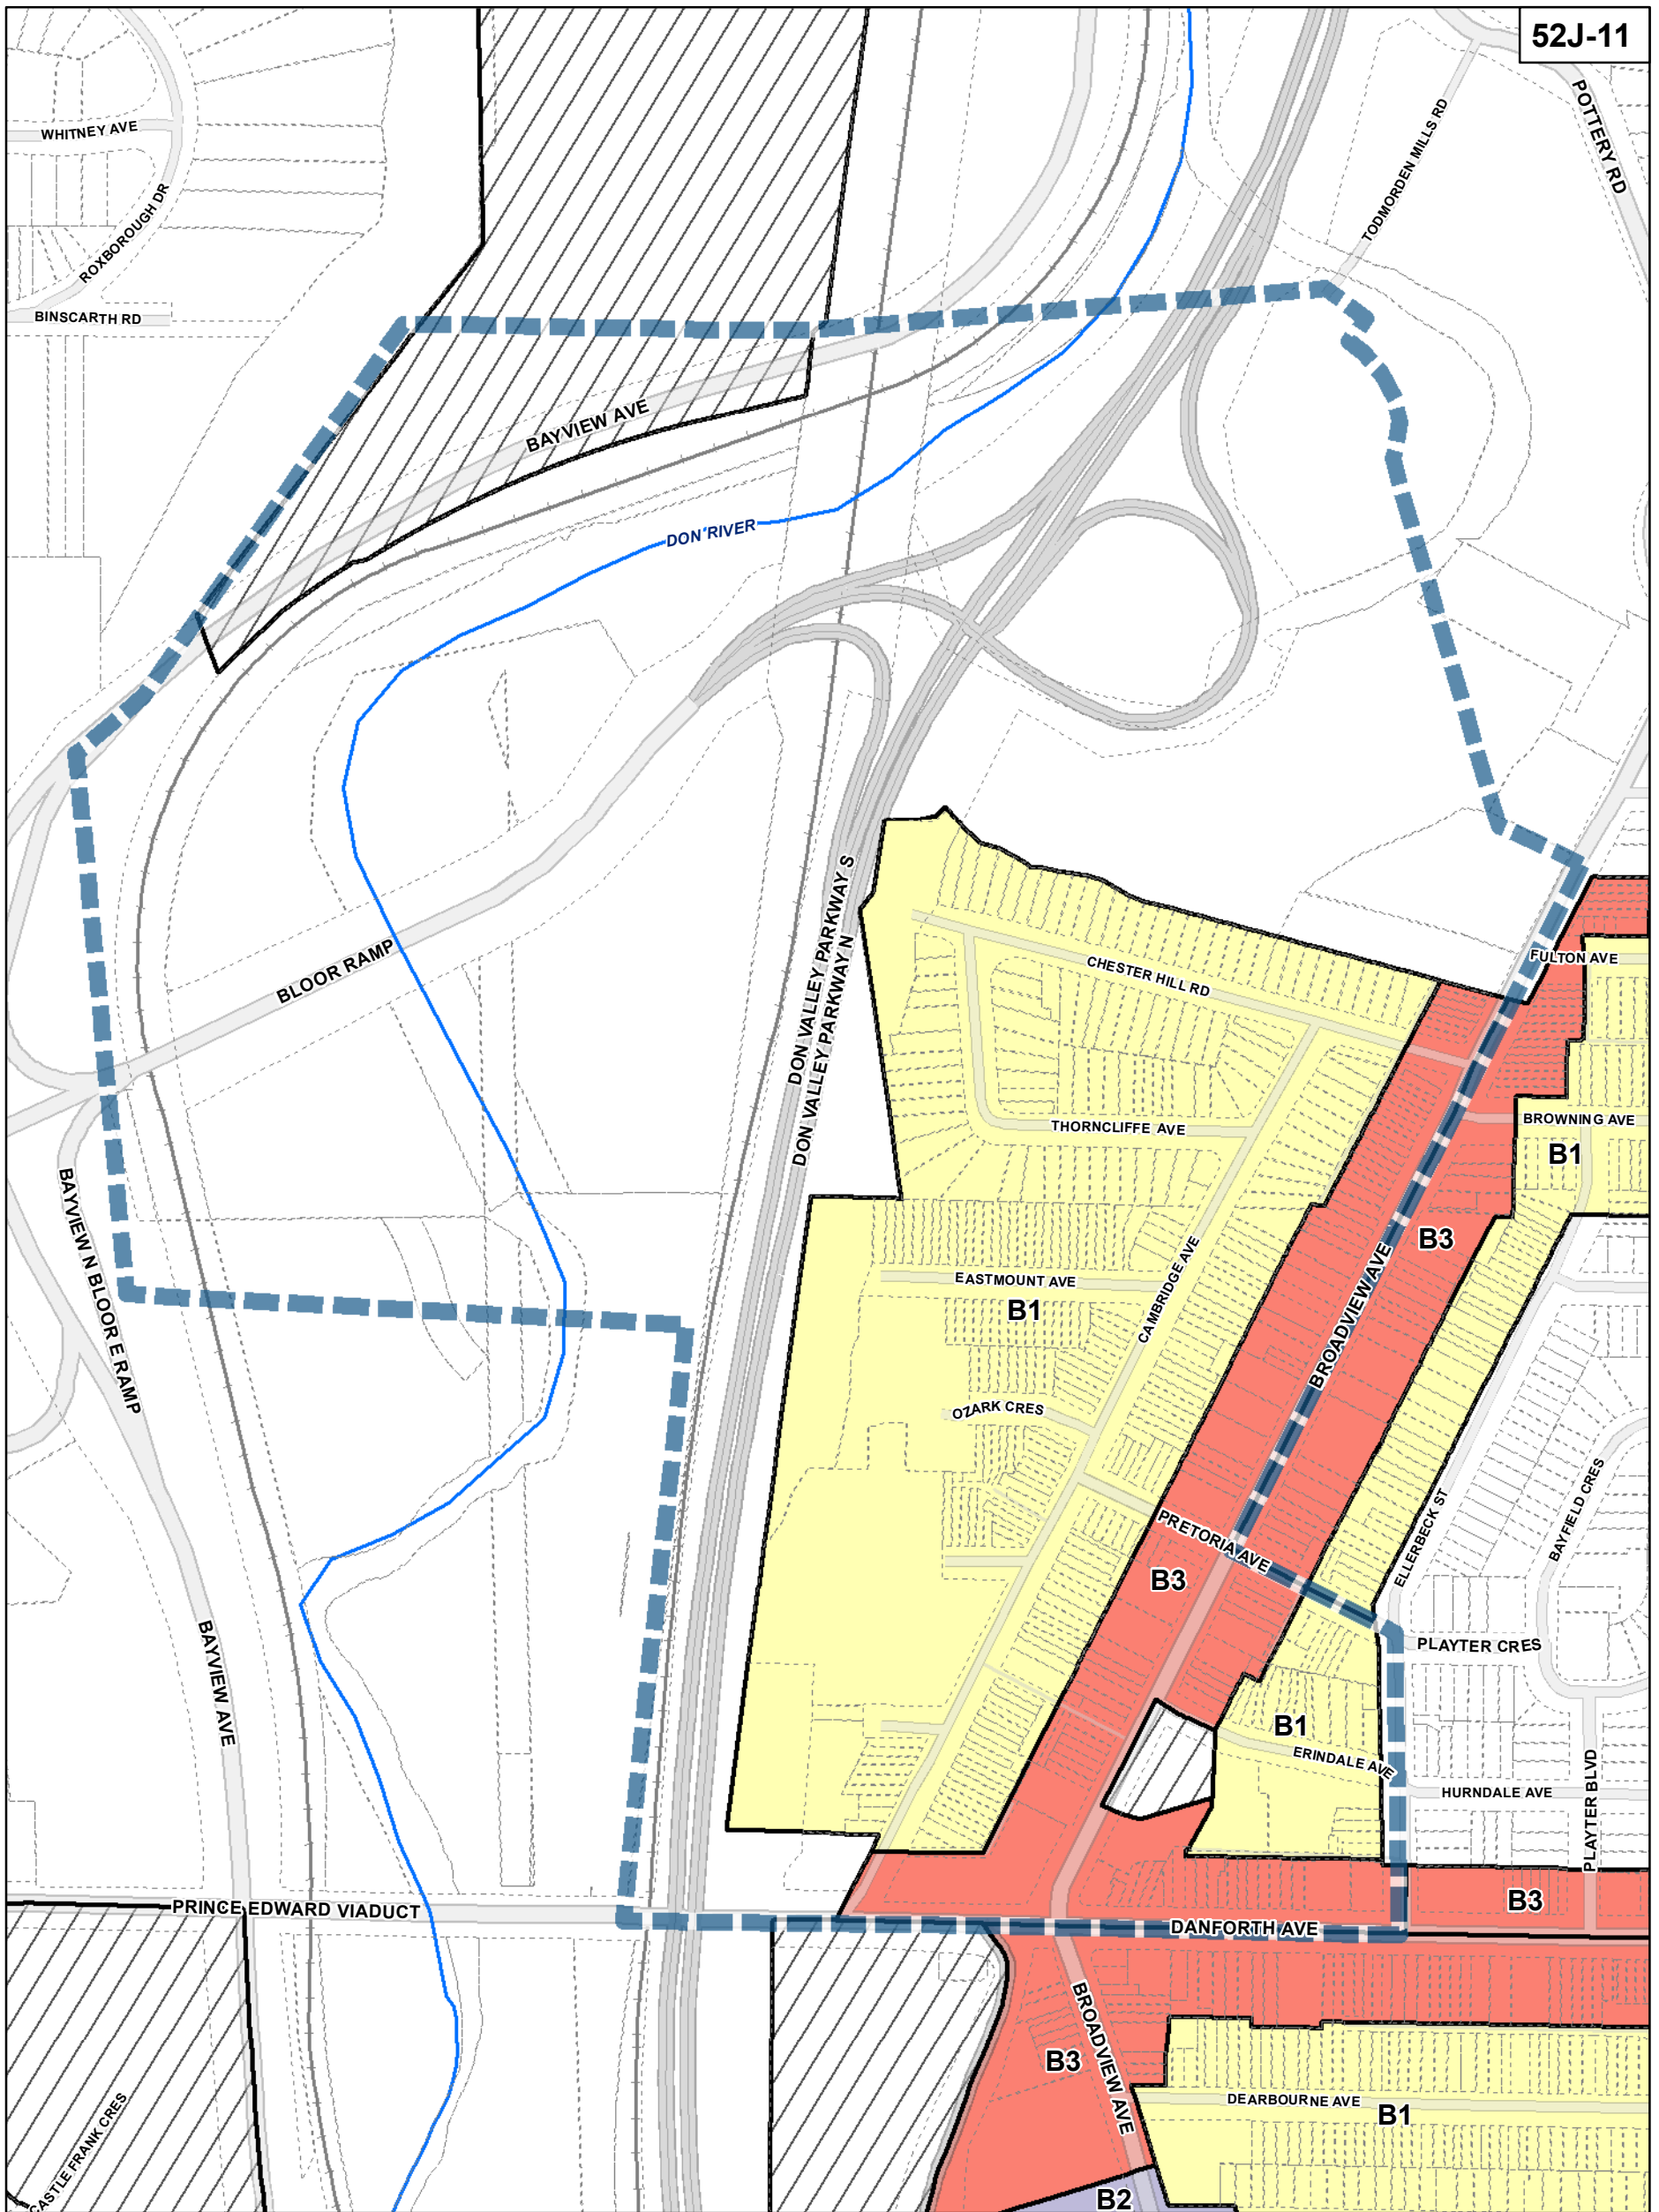 52J-11
POTTERY RD
WHITNEY AVE
TODMORDEN MILLS RD
ROXBOROUGH DR
BINSCARTH RD
BAYVIEW AVE
DON RIVER
DON VALLEY PARKWAY S
DON VALLEY PARKWAY N
BLOOR RAMP
CHESTER HILL RD
FULTON AVE
THORNCLIFFE AVE
BROWNING AVE
B1
BAYVIEW N BLOOR E RAMP
B3
EASTMOUNT AVE
B1
CAMBRIDGE AVE
BROADVIEW AVE
OZARK CRES
PRETORIA AVE
ELLERBECK ST
BAYFIELD CRES
B3
PLAYTER CRES
BAYVIEW AVE
B1
ERINDALE AVE
HURNDALE AVE
PLAYTER BLVD
PRINCE EDWARD VIADUCT
B3
DANFORTH AVE
BROADVIEW AVE
B3
DEARBOURNE AVE
B1
CASTLE FRANK CRES
B2